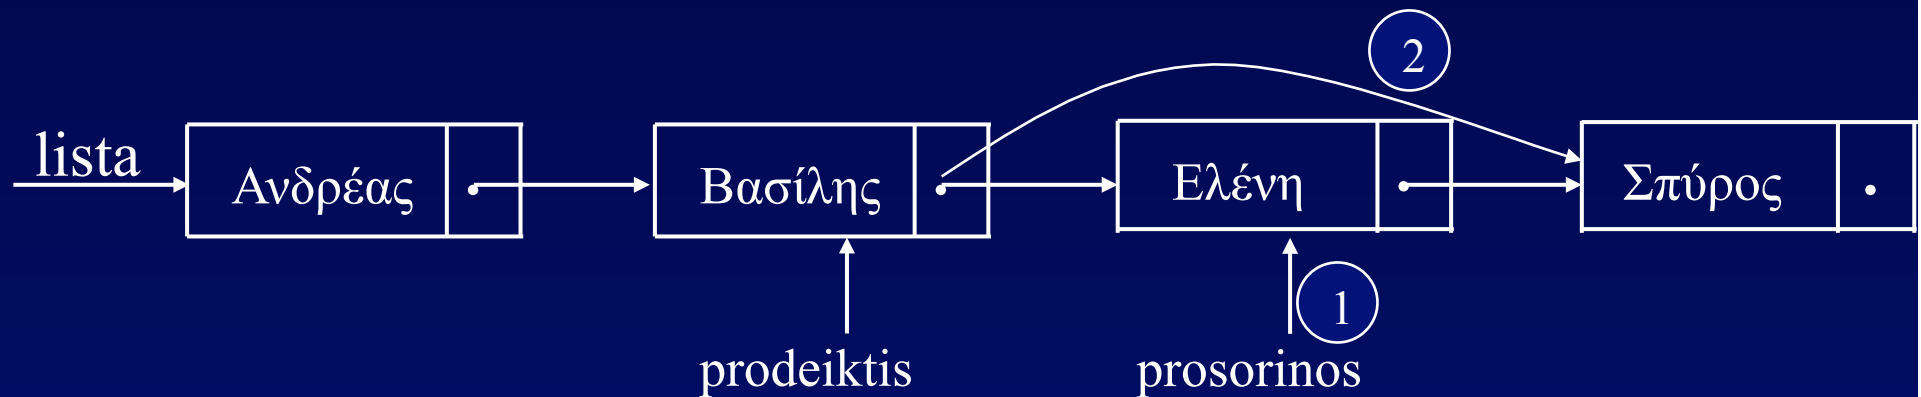 2
lista
Ανδρέας
Βασίλης
Ελένη
Σπύρος
1
prodeiktis
prosorinos